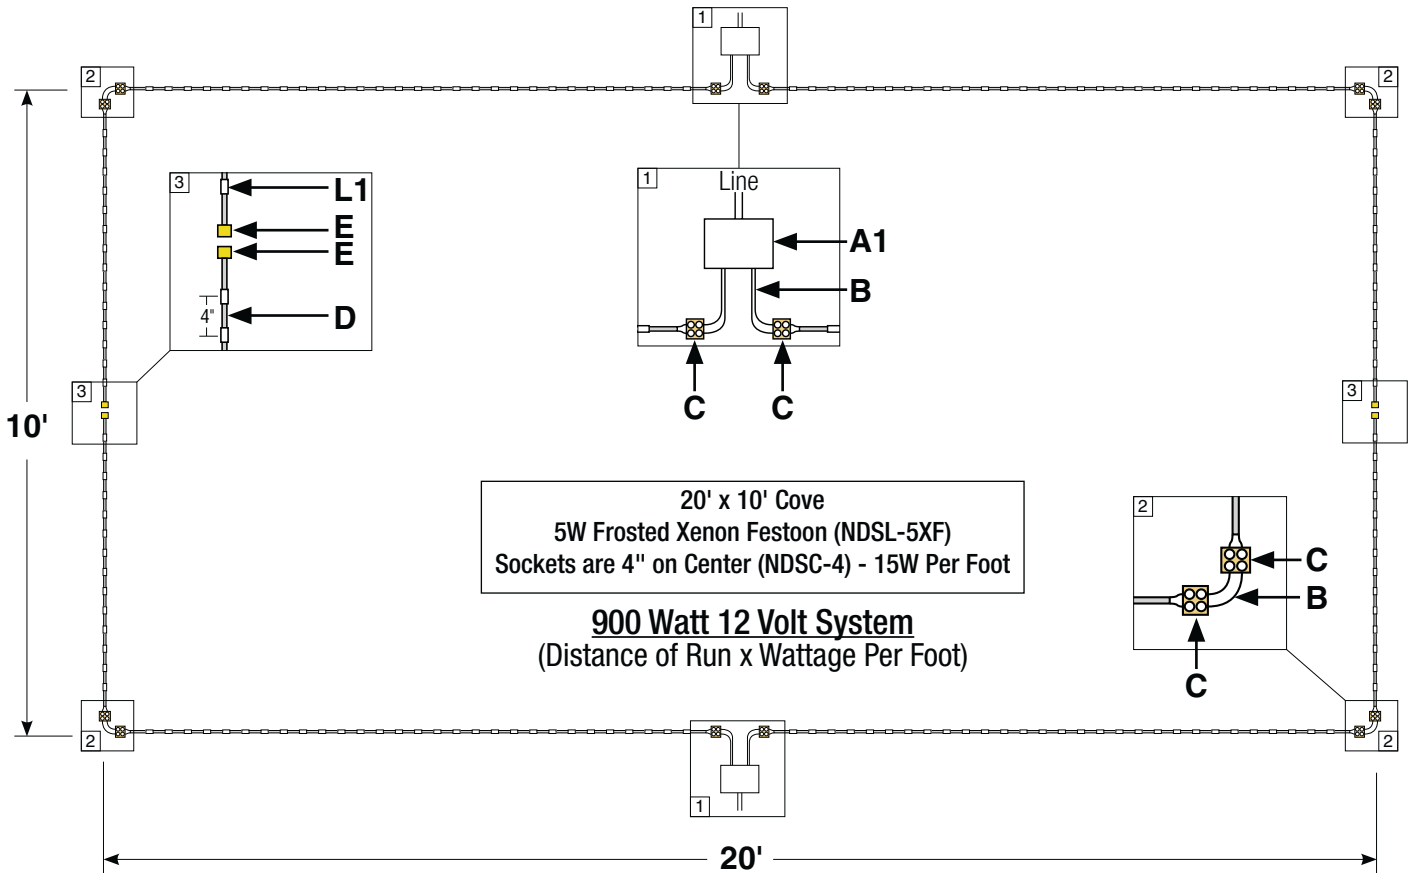 1
2
2
3
L1
E
E
4"
D
1
Line
A1
B
C
C
3
3
10'
20' x 10' Cove
5W Frosted Xenon Festoon (NDSL-5XF)
Sockets are 4" on Center (NDSC-4) - 15W Per Foot
900 Watt 12 Volt System
(Distance of Run x Wattage Per Foot)
2
C
B
C
2
2
1
20'